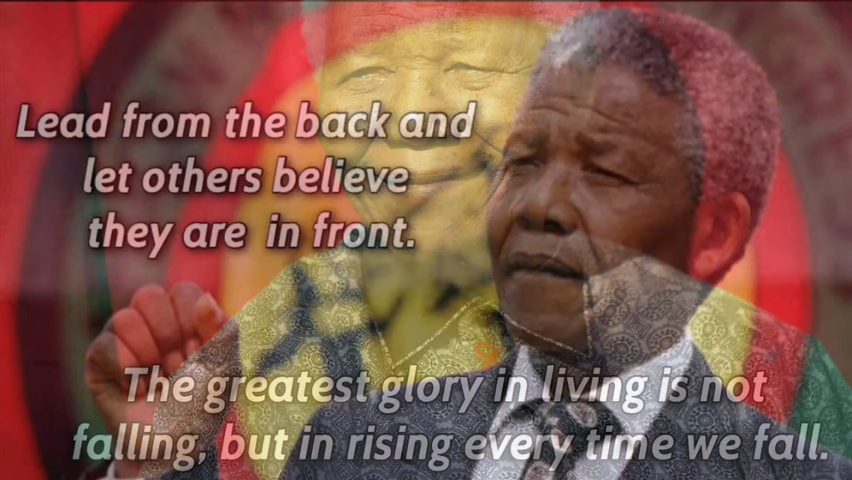 Lead from the back and
let others believe
they are in front.
The greatest glory in living is not
falling, but in rising every time we fall.